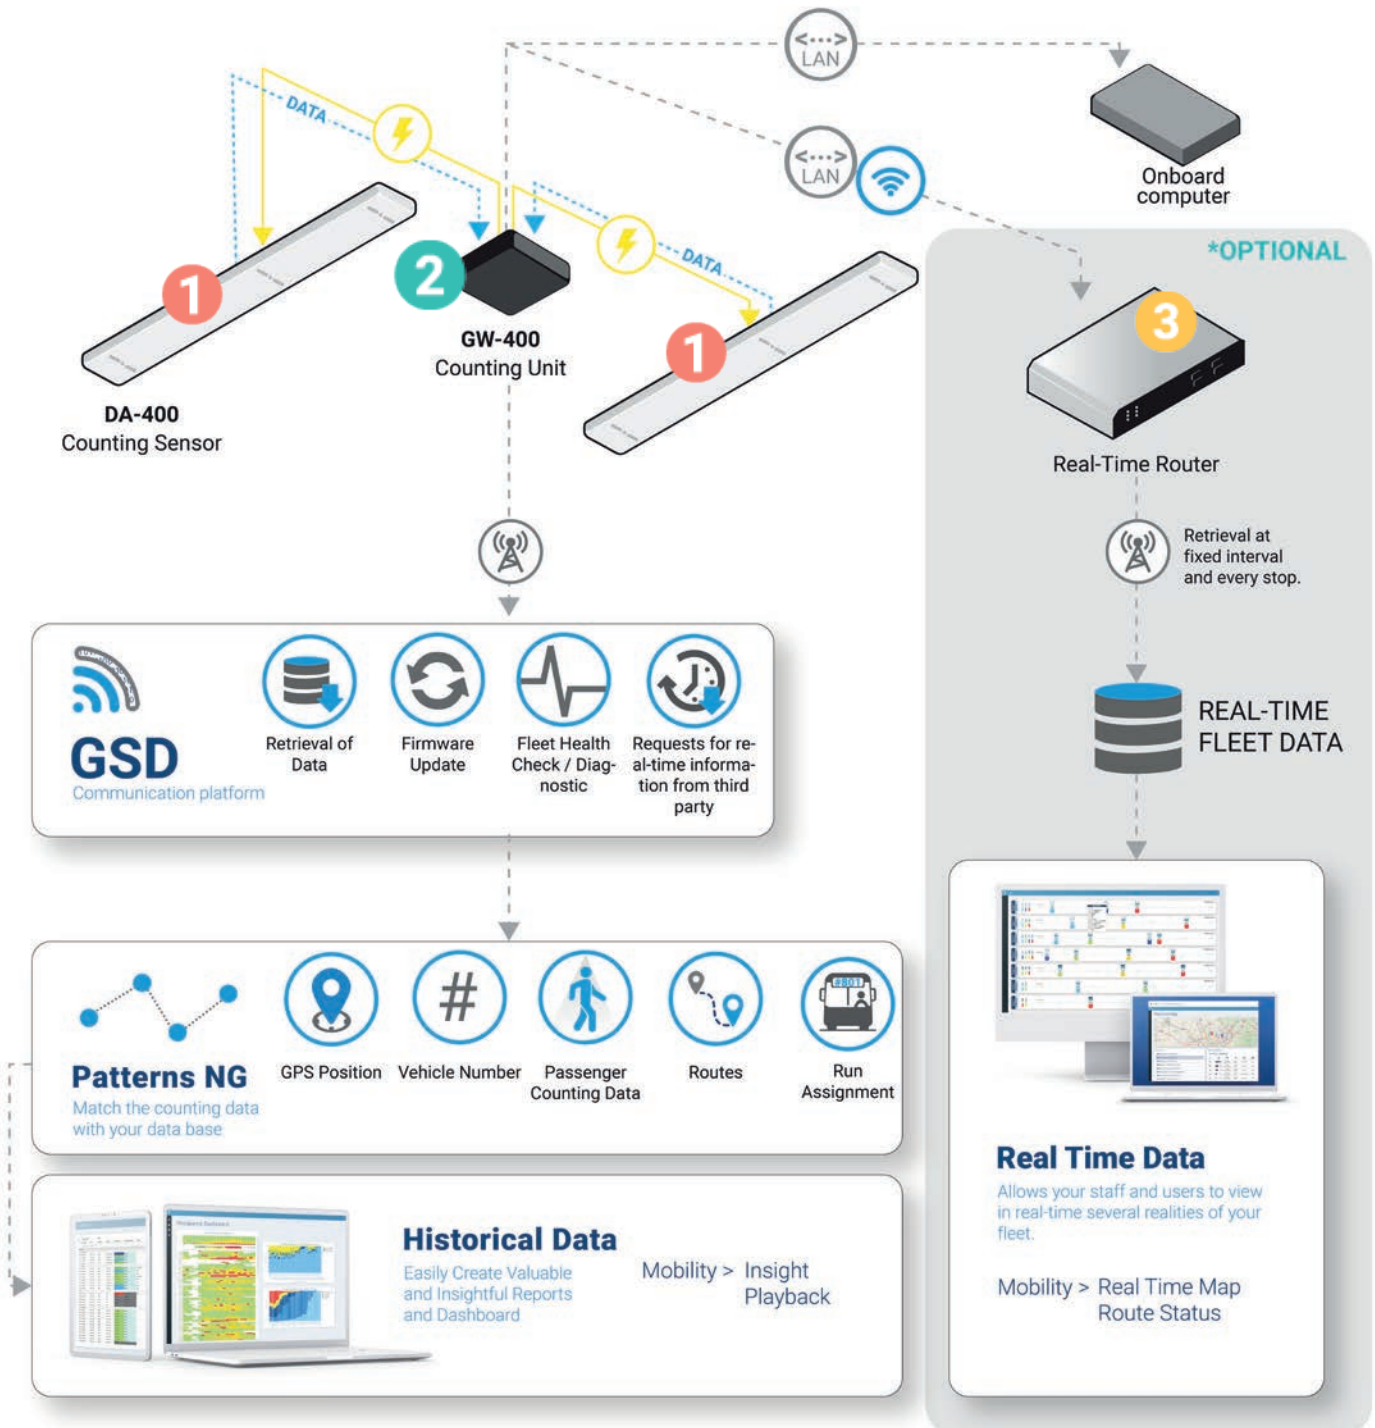 <···>
LAN
DATA
<···>
LAN
Onboard
computer
*OPTIONAL
1
2
DATA
3
GW-400
Counting Unit
1
DA-400
Counting Sensor
Real-Time Router
Retrieval at
fixed interval
and every stop.
REAL-TIME
FLEET DATA
GSD
Communication platform
Retrieval of
Data
Firmware
Update
Fleet Health
Check / Diag-
nostic
Requests for re-
al-time informa-
tion from third
party
Patterns NG
Match the counting data
with your data base
GPS Position
#
Vehicle Number
Passenger
Counting Data
Routes
#801
Run
Assignment
Historical Data
Easily Create Valuable
and Insightful Reports
and Dashboard
Mobility > Insight
Playback
Real Time Data
Allows your staff and users to view
in real-time several realities of your
fleet.
Mobility > Real Time Map
Route Status